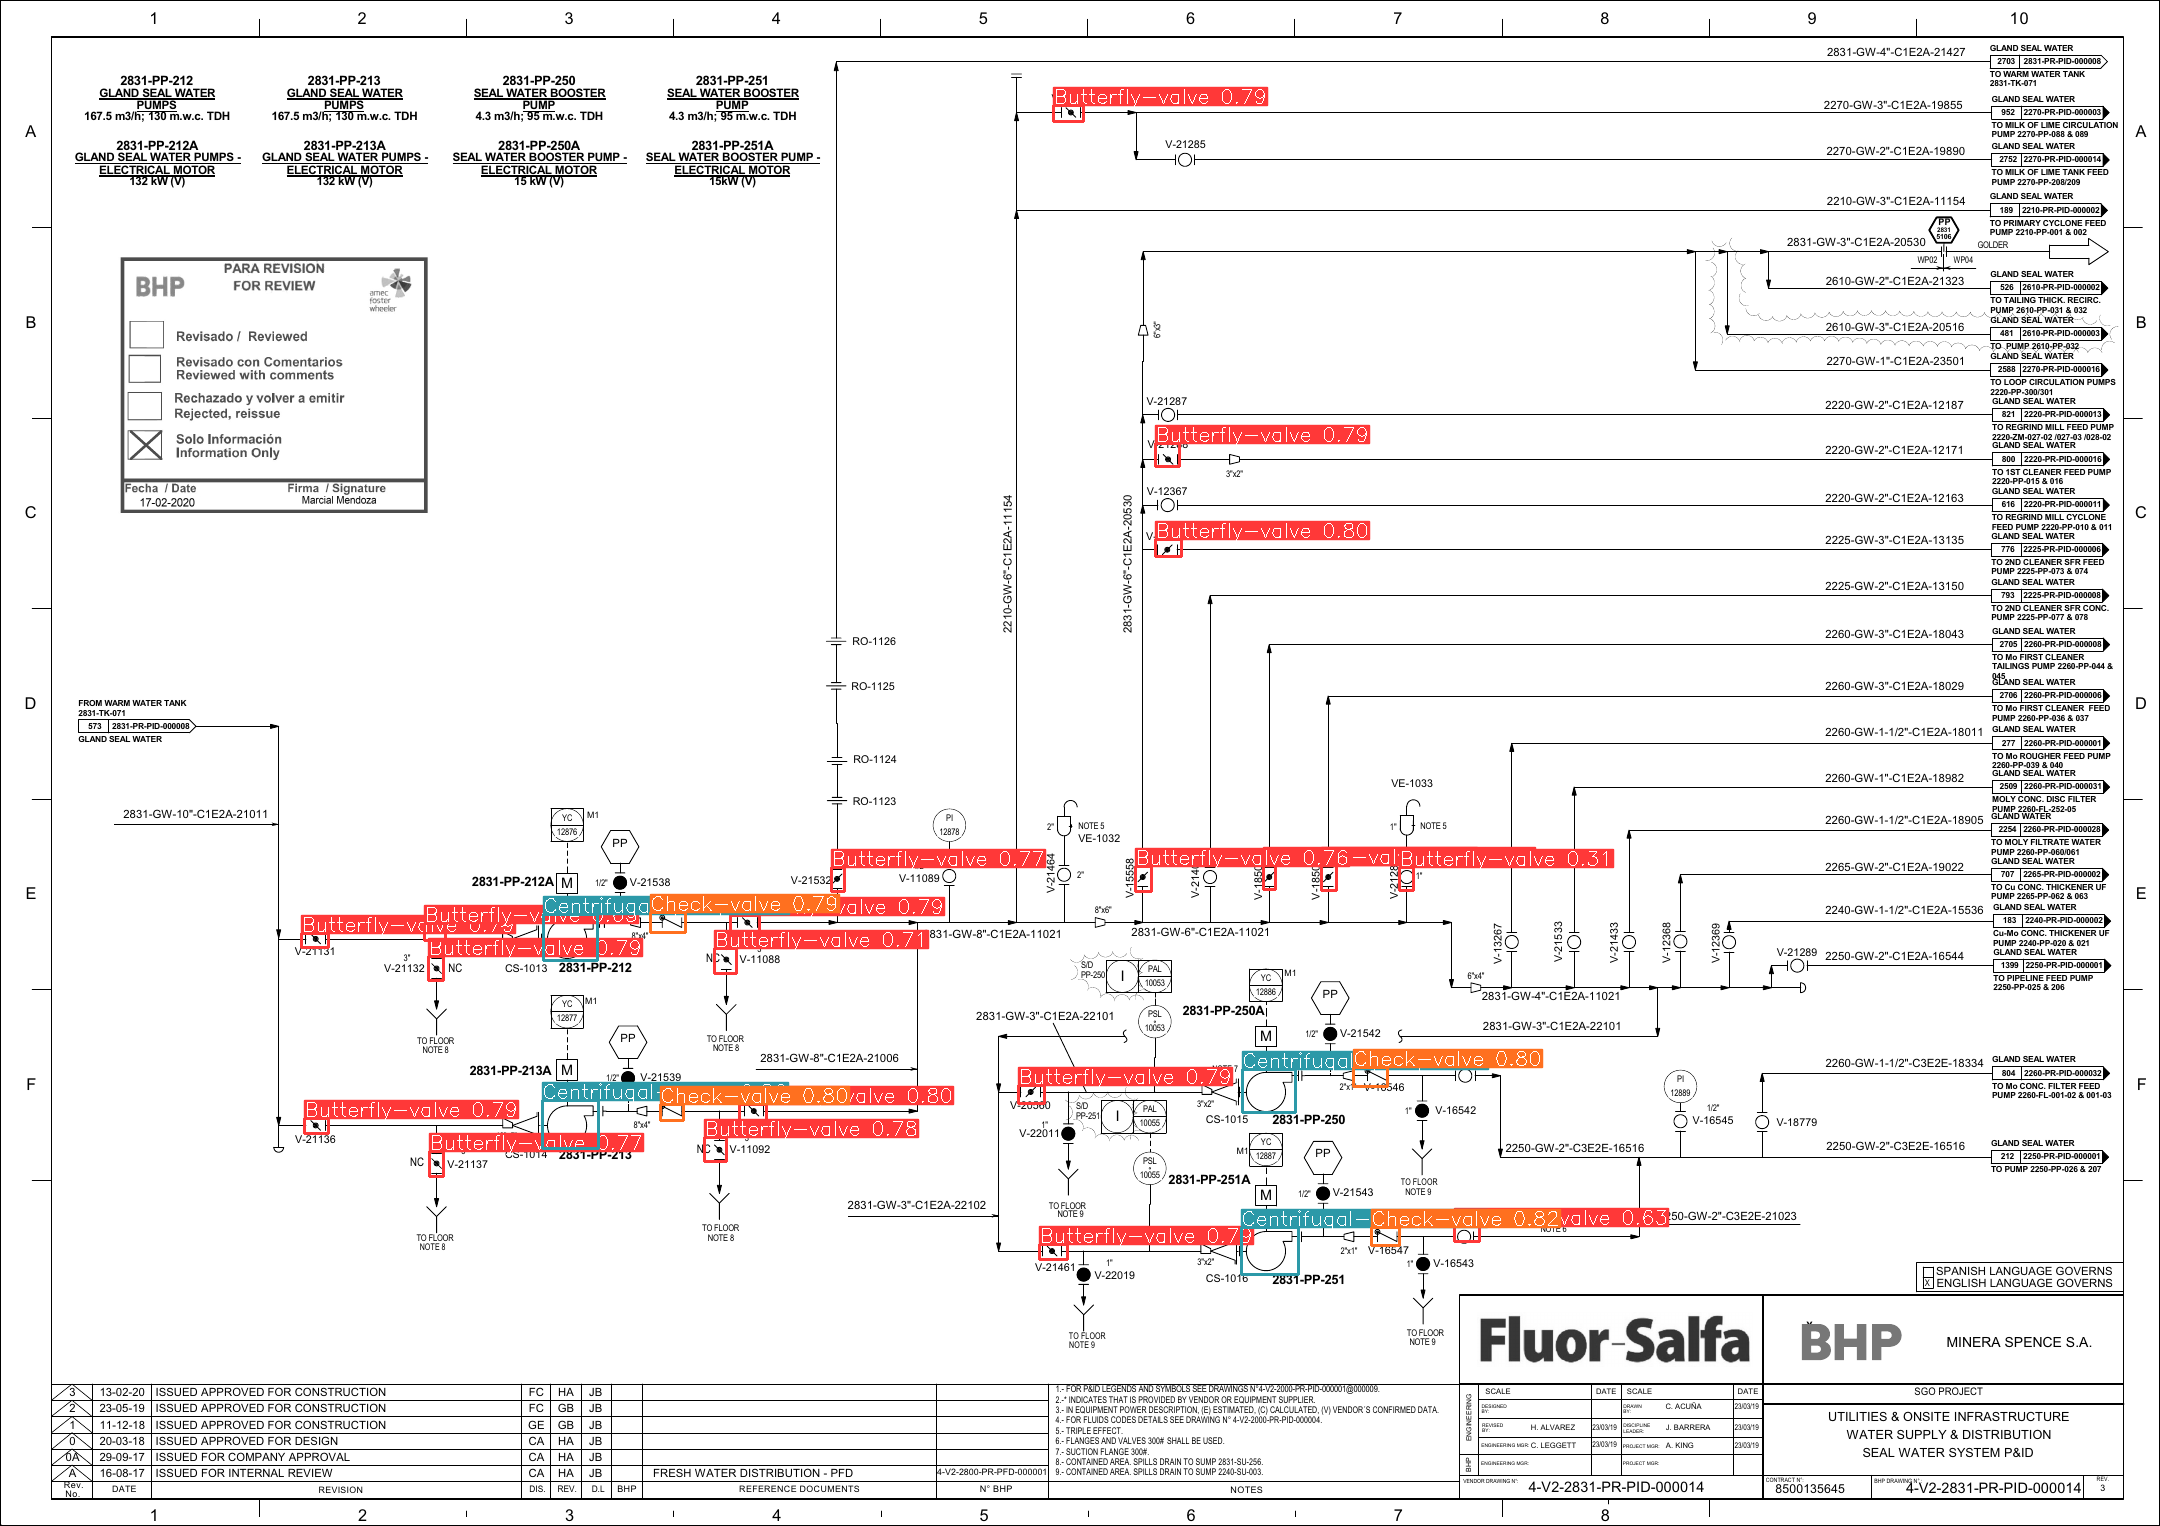 1 2 3 4 5 6 7 8 9 10
2831-PP-212
GLAND SEAL WATER
PUMPS
167.5 m3/h; 130 m.w.c. TDH
2831-PP-213
GLAND SEAL WATER
PUMPS
167.5 m3/h; 130 m.w.c. TDH
2831-PP-250
SEAL WATER BOOSTER
PUMP
4.3 m3/h; 95 m.w.c. TDH
2831-PP-251
SEAL WATER BOOSTER
PUMP
4.3 m3/h; 95 m.w.c. TDH
2831-PP-212A
GLAND SEAL WATER PUMPS -
ELECTRICAL MOTOR
132 kW (V)
2831-PP-213A
GLAND SEAL WATER PUMPS -
ELECTRICAL MOTOR
132 kW (V)
2831-PP-250A
SEAL WATER BOOSTER PUMP -
ELECTRICAL MOTOR
15 kW (V)
2831-PP-251A
SEAL WATER BOOSTER PUMP -
ELECTRICAL MOTOR
15kW (V)
A
B
C
D
E
F
BHP
PARA REVISION
FOR REVIEW
amec
foster
wheeler
Revisado / Reviewed
Revisado con Comentarios
Reviewed with comments
Rechazado y volver a emitir
Rejected, reissue
Solo Información
Information Only
Fecha / Date
17-02-2020
Firma / Signature
Marcial Mendoza
2831-GW-4"-C1E2A-21427
GLAND SEAL WATER
2703 2831-PR-PID-000008
TO WARM WATER TANK
2831-TK-071
Butterfly-valve 0.79
2270-GW-3"-C1E2A-19855
GLAND SEAL WATER
952 2270-PR-PID-000003
TO MILK OF LIME CIRCULATION
PUMP 2270-PP-088 & 089
V-21285
2270-GW-2"-C1E2A-19890
GLAND SEAL WATER
2752 2270-PR-PID-000014
TO MILK OF LIME TANK FEED
PUMP 2270-PP-208/209
2210-GW-3"-C1E2A-11154
GLAND SEAL WATER
189 2210-PR-PID-000002
TO PRIMARY CYCLONE FEED
PUMP 2210-PP-001 & 002
PP
2831
5106
2831-GW-3"-C1E2A-20530
GOLDER
WP02 WP04
2610-GW-2"-C1E2A-21323
GLAND SEAL WATER
526 2610-PR-PID-000002
TO TAILING THICK. RECIRC.
PUMP 2610-PP-031 & 032
6"x3"
2610-GW-3"-C1E2A-20516
GLAND SEAL WATER
481 2610-PR-PID-000003
TO PUMP 2610-PP-032
2270-GW-1"-C1E2A-23501
GLAND SEAL WATER
2588 2270-PR-PID-000016
TO LOOP CIRCULATION PUMPS
2220-PP-300/301
V-21287
2220-GW-2"-C1E2A-12187
GLAND SEAL WATER
821 2220-PR-PID-000013
TO REGRIND MILL FEED PUMP
2220-ZM-027-02 /027-03 /028-02
Butterfly-valve 0.79
3"x2"
2220-GW-2"-C1E2A-12171
GLAND SEAL WATER
800 2220-PR-PID-000016
TO 1ST CLEANER FEED PUMP
2220-PP-015 & 016
V-12367
2220-GW-2"-C1E2A-12163
GLAND SEAL WATER
616 2220-PR-PID-000011
TO REGRIND MILL CYCLONE
FEED PUMP 2220-PP-010 & 011
Butterfly-valve 0.80
2225-GW-3"-C1E2A-13135
GLAND SEAL WATER
776 2225-PR-PID-000006
TO 2ND CLEANER SFR FEED
PUMP 2225-PP-073 & 074
2210-GW-6"-C1E2A-11154
2831-GW-6"-C1E2A-20530
2225-GW-2"-C1E2A-13150
GLAND SEAL WATER
793 2225-PR-PID-000008
TO 2ND CLEANER SFR CONC.
PUMP 2225-PP-077 & 078
RO-1126
2260-GW-3"-C1E2A-18043
GLAND SEAL WATER
2705 2260-PR-PID-000008
TO Mo FIRST CLEANER
TAILINGS PUMP 2260-PP-044 &
045
RO-1125
2260-GW-3"-C1E2A-18029
GLAND SEAL WATER
2706 2260-PR-PID-000006
TO Mo FIRST CLEANER FEED
PUMP 2260-PP-036 & 037
FROM WARM WATER TANK
2831-TK-071
573 2831-PR-PID-000008
GLAND SEAL WATER
RO-1124
2260-GW-1-1/2"-C1E2A-18011
GLAND SEAL WATER
277 2260-PR-PID-000001
TO Mo ROUGHER FEED PUMP
2260-PP-039 & 040
RO-1123
VE-1033
2260-GW-1"-C1E2A-18982
GLAND SEAL WATER
2509 2260-PR-PID-000031
MOLY CONC. DISC FILTER
PUMP 2260-FL-252-05
2831-GW-10"-C1E2A-21011
YC 12876 M1
PP
PI 12878
2" NOTE 5
VE-1032
1" NOTE 5
2260-GW-1-1/2"-C1E2A-18905
GLAND WATER
2254 2260-PR-PID-000028
TO MOLY FILTRATE WATER
PUMP 2260-PP-060/061
Butterfly-valve 0.77
Butterfly-valve 0.76
Butterfly-valve 0.31
2831-PP-212A
M
1/2" V-21538
V-21532
V-11089
V-21464
2"
V-15558
1"
2265-GW-2"-C1E2A-19022
GLAND SEAL WATER
707 2265-PR-PID-000002
TO Cu CONC. THICKENER UF
PUMP 2265-PP-062 & 063
Butterfly-valve 0.79
Centrifuga
Check-valve 0.79
valve 0.79
8"x4"
8"x6"
2831-GW-6"-C1E2A-11021
2240-GW-1-1/2"-C1E2A-15536
GLAND SEAL WATER
183 2240-PR-PID-000002
Cu-Mo CONC. THICKENER UF
PUMP 2240-PP-020 & 021
V-21131
Butterfly-valve 0.79
Butterfly-valve 0.71
831-GW-8"-C1E2A-11021
V-13267
V-21533
V-21433
V-12368
V-12369
V-21289
2250-GW-2"-C1E2A-16544
GLAND SEAL WATER
1399 2250-PR-PID-000001
TO PIPELINE FEED PUMP
2250-PP-025 & 206
3"
V-21132 NC
CS-1013
2831-PP-212
NC V-11088
S/D
PP-250
I
PAL 10053
YC 12886 M1
6"x4"
2831-GW-4"-C1E2A-11021
YC 12877 M1
PP
TO FLOOR
NOTE 8
TO FLOOR
NOTE 8
2831-GW-3"-C1E2A-22101
PSL 10053
2831-PP-250A
M
PP
1/2" V-21542
2831-GW-3"-C1E2A-22101
2831-GW-8"-C1E2A-21006
2831-PP-213A
M
1/2" V-21539
Butterfly-valve 0.79
Centrifugal
Check-valve 0.80
2"x1" V-16546
PI 12889
2260-GW-1-1/2"-C3E2E-18334
GLAND SEAL WATER
804 2260-PR-PID-000032
TO Mo CONC. FILTER FEED
PUMP 2260-FL-001-02 & 001-03
Butterfly-valve 0.79
Centrifugal
Check-valve 0.80
valve 0.80
V-20560
3"x2"
CS-1015
2831-PP-250
1" V-16542
1/2"
V-16545
V-18779
V-21136
8"x4"
Butterfly-valve 0.77
Butterfly-valve 0.78
S/D
PP-251
I
PAL 10055
1"
V-22011
NC V-21137
CS-1014
2831-PP-213
NC V-11092
PSL 10055
M1 YC 12887
PP
2250-GW-2"-C3E2E-16516
2250-GW-2"-C3E2E-16516
GLAND SEAL WATER
212 2250-PR-PID-000001
TO PUMP 2250-PP-026 & 207
2831-PP-251A
M
1/2" V-21543
TO FLOOR
NOTE 9
TO FLOOR
NOTE 9
2831-GW-3"-C1E2A-22102
TO FLOOR
NOTE 8
TO FLOOR
NOTE 8
Butterfly-valve 0.79
Centrifugal-
Check-valve 0.82
valve 0.63
50-GW-2"-C3E2E-21023
NOTE 6
V-21461
1"
V-22019
3"x2"
CS-1016
2831-PP-251
2"x1"
V-16547
1" V-16543
TO FLOOR
NOTE 9
TO FLOOR
NOTE 9
SPANISH LANGUAGE GOVERNS
X ENGLISH LANGUAGE GOVERNS
Fluor-Salfa
BHP
MINERA SPENCE S.A.
3 13-02-20 ISSUED APPROVED FOR CONSTRUCTION FC HA JB
2 23-05-19 ISSUED APPROVED FOR CONSTRUCTION FC GB JB
1 11-12-18 ISSUED APPROVED FOR CONSTRUCTION GE GB JB
0 20-03-18 ISSUED APPROVED FOR DESIGN CA HA JB
0A 29-09-17 ISSUED FOR COMPANY APPROVAL CA HA JB
A 16-08-17 ISSUED FOR INTERNAL REVIEW CA HA JB
Rev. No. DATE REVISION DIS. REV. D.L BHP
FRESH WATER DISTRIBUTION - PFD 4-V2-2800-PR-PFD-000001
REFERENCE DOCUMENTS N° BHP
1.- FOR P&ID LEGENDS AND SYMBOLS SEE DRAWINGS N°4-V2-2000-PR-PID-000001@000009.
2.-* INDICATES THAT IS PROVIDED BY VENDOR OR EQUIPMENT SUPPLIER.
3.- IN EQUIPMENT POWER DESCRIPTION, (E) ESTIMATED, (C) CALCULATED, (V) VENDOR´S CONFIRMED DATA.
4.- FOR FLUIDS CODES DETAILS SEE DRAWING N° 4-V2-2000-PR-PID-000004.
5.- TRIPLE EFFECT.
6.- FLANGES AND VALVES 300# SHALL BE USED.
7.- SUCTION FLANGE 300#.
8.- CONTAINED AREA. SPILLS DRAIN TO SUMP 2831-SU-256.
9.- CONTAINED AREA. SPILLS DRAIN TO SUMP 2240-SU-003.
NOTES
ENGINEERING
BHP
SCALE DATE SCALE DATE
DESIGNED BY: DRAWN BY: C. ACUÑA 23/03/19
REVISED BY: H. ALVAREZ 23/03/19 DISCIPLINE LEADER: J. BARRERA 23/03/19
ENGINEERING MGR: C. LEGGETT 23/03/19 PROJECT MGR: A. KING 23/03/19
ENGINEERING MGR: PROJECT MGR:
SGO PROJECT
UTILITIES & ONSITE INFRASTRUCTURE
WATER SUPPLY & DISTRIBUTION
SEAL WATER SYSTEM P&ID
VENDOR DRAWING N°: 4-V2-2831-PR-PID-000014
CONTRACT N°: 8500135645
BHP DRAWING N°: 4-V2-2831-PR-PID-000014
REV. 3
1 2 3 4 5 6 7 8